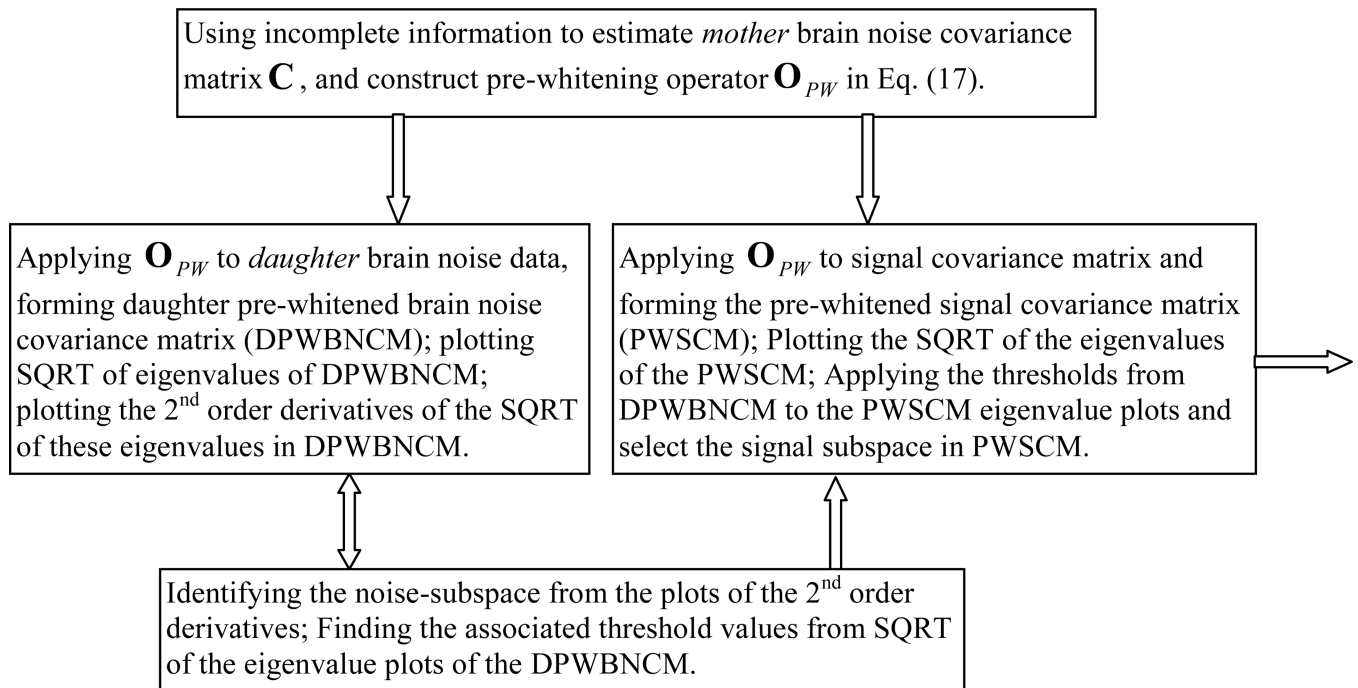 Using incomplete information to estimate mother brain noise covariance
matrix C , and construct pre-whitening operator O_PW in Eq. (17).
Applying O_PW to daughter brain noise data,
forming daughter pre-whitened brain noise
covariance matrix (DPWBNCM); plotting
SQRT of eigenvalues of DPWBNCM;
plotting the 2nd order derivatives of the SQRT
of these eigenvalues in DPWBNCM.
Applying O_PW to signal covariance matrix and
forming the pre-whitened signal covariance matrix
(PWSCM); Plotting the SQRT of the eigenvalues
of the PWSCM; Applying the thresholds from
DPWBNCM to the PWSCM eigenvalue plots and
select the signal subspace in PWSCM.
Identifying the noise-subspace from the plots of the 2nd order
derivatives; Finding the associated threshold values from SQRT
of the eigenvalue plots of the DPWBNCM.